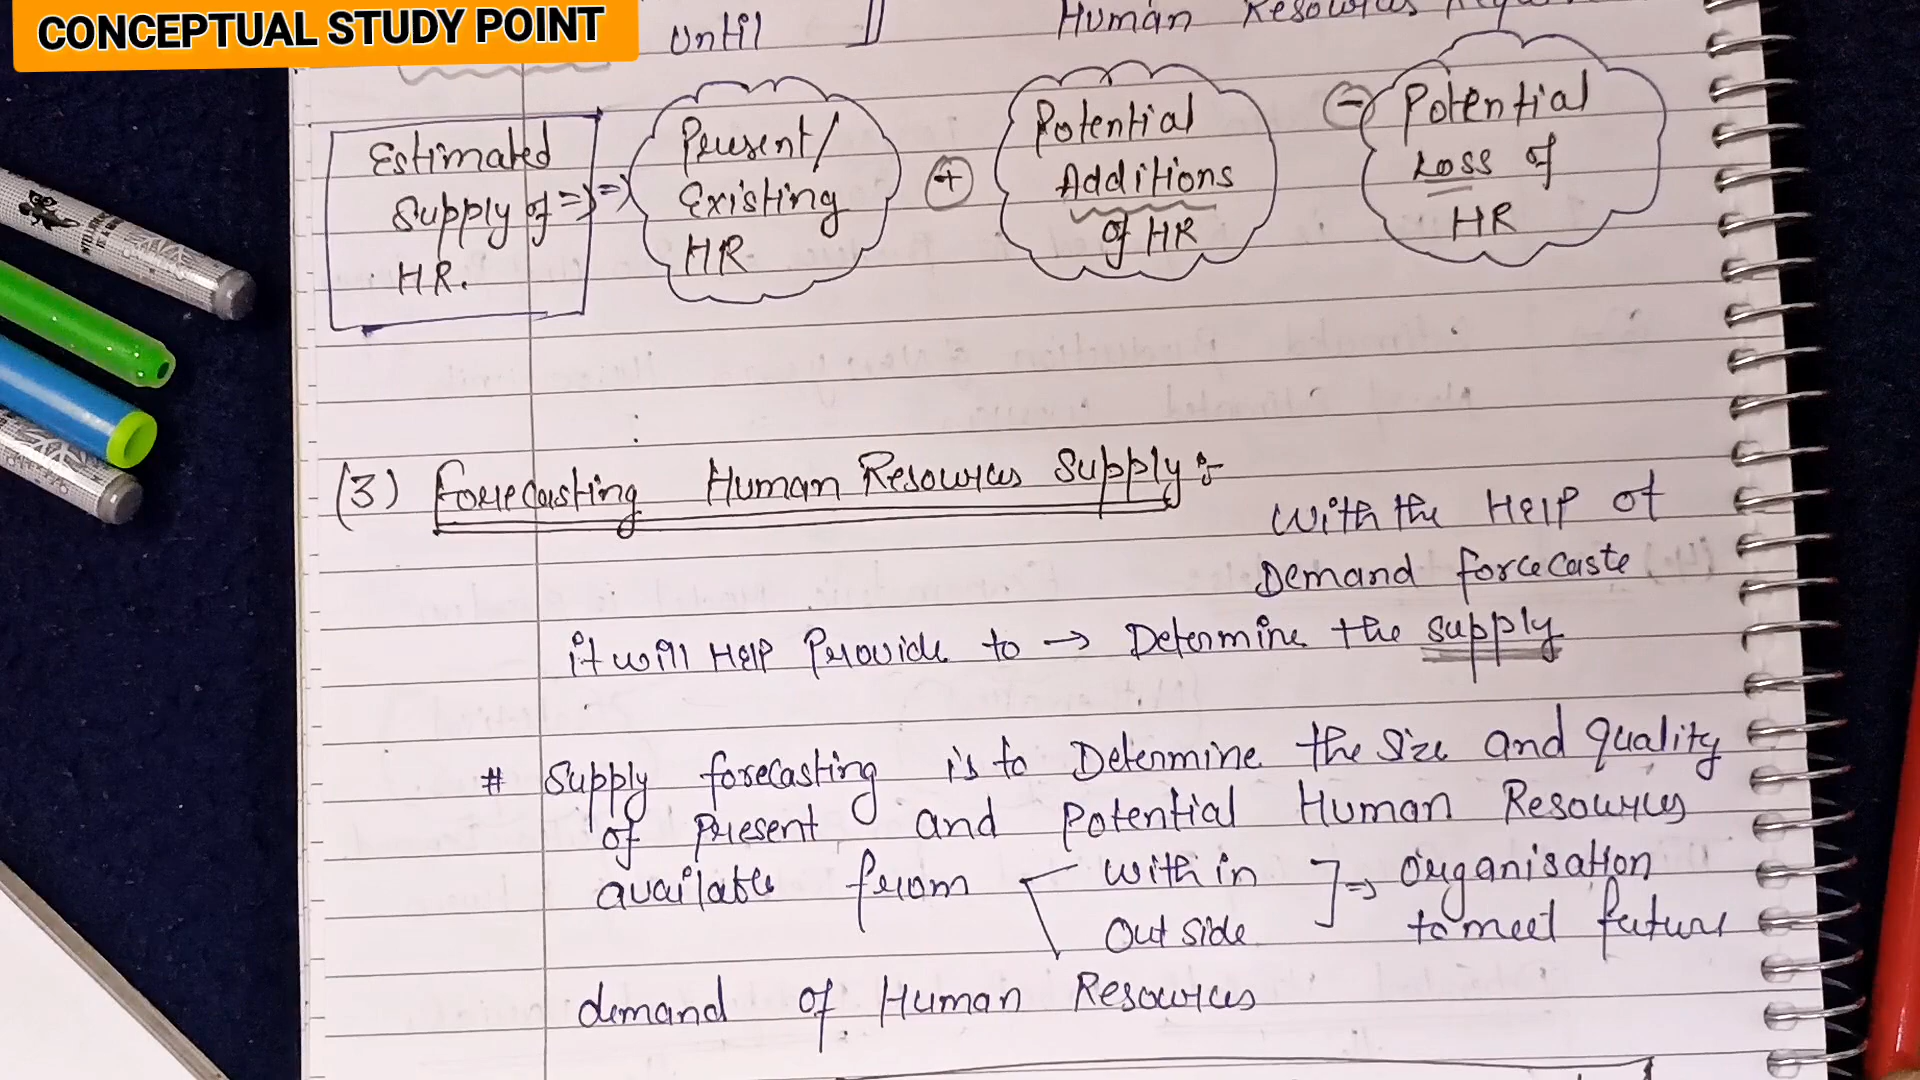 CONCEPTUAL STUDY POINT
until Human Resources
Estimated Supply of HR. => => Present/ Existing HR + Potential Additions of HR - Potential Loss of HR
(3) Forecasting Human Resources Supply :-
With the Help of
Demand forcecaste
it will Help Provide to → Determine the supply
# Supply forecasting is to Determine the size and quality
of Present and Potential Human Resources
available from within ] => organisation
outside to meet future
demand of Human Resources